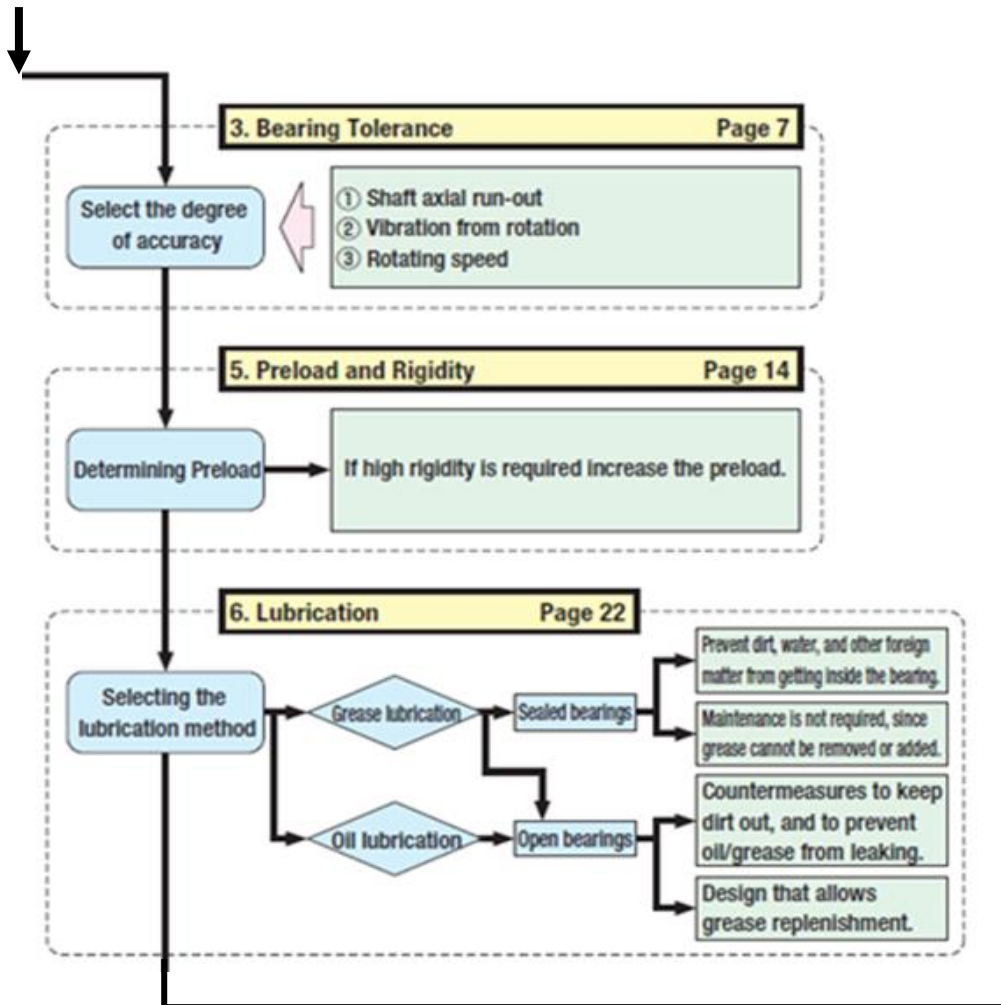 3. Bearing Tolerance Page 7
Select the degree
of accuracy
① Shaft axial run-out
② Vibration from rotation
③ Rotating speed
5. Preload and Rigidity Page 14
Determining Preload
If high rigidity is required increase the preload.
6. Lubrication Page 22
Selecting the
lubrication method
Grease lubrication
Sealed bearings
Prevent dirt, water, and other foreign
matter from getting inside the bearing.
Maintenance is not required, since
grease cannot be removed or added.
Oil lubrication
Open bearings
Countermeasures to keep
dirt out, and to prevent
oil/grease from leaking.
Design that allows
grease replenishment.